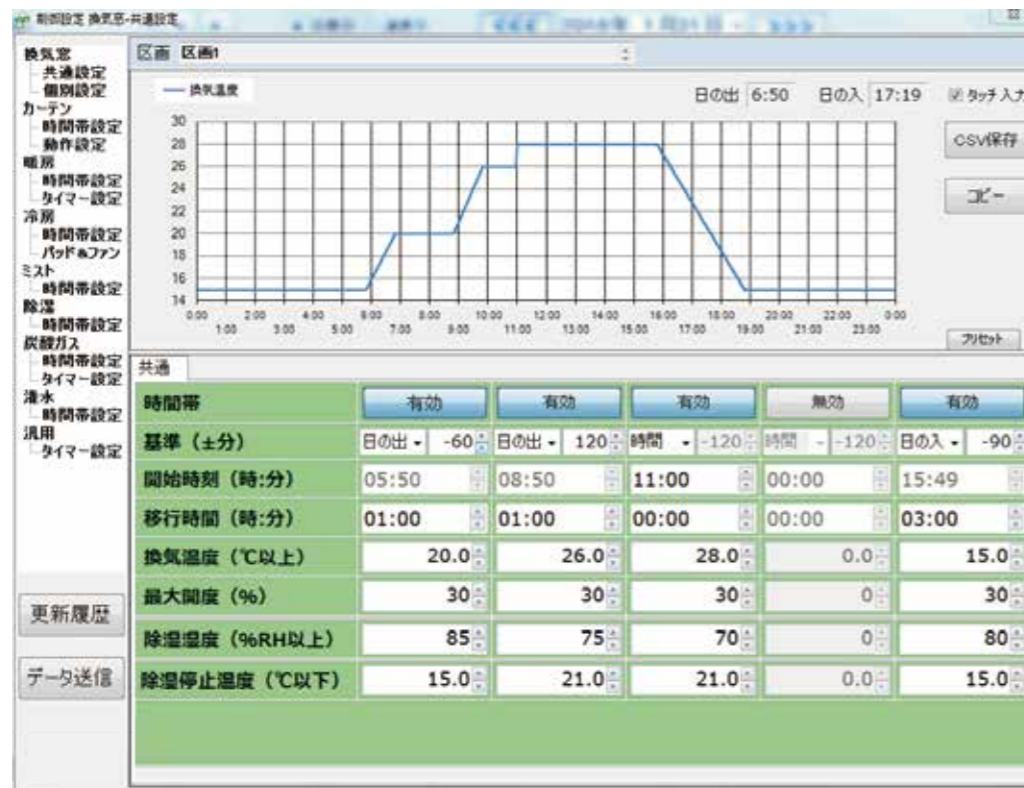 制御設定 換気窓-共通設定
換気窓
共通設定
個別設定
カーテン
時間帯設定
動作設定
暖房
時間帯設定
タイマー設定
冷房
時間帯設定
パッド&ファン
ミスト
時間帯設定
除湿
時間帯設定
炭酸ガス
時間帯設定
タイマー設定
潅水
時間帯設定
汎用
タイマー設定
更新履歴
データ送信
区画 区画1
換気温度
日の出 6:50 日の入 17:19 タッチ入力
CSV保存
コピー
プリセット
30
28
26
24
22
20
18
16
14
0:00 2:00 4:00 6:00 8:00 10:00 12:00 14:00 16:00 18:00 20:00 22:00 0:00
1:00 3:00 5:00 7:00 9:00 11:00 13:00 15:00 17:00 19:00 21:00 23:00
共通
時間帯 有効 有効 有効 無効 有効
基準（±分） 日の出 -60 日の出 120 時間 -120 時間 -120 日の入 -90
開始時刻（時:分） 05:50 08:50 11:00 00:00 15:49
移行時間（時:分） 01:00 01:00 00:00 00:00 03:00
換気温度（℃以上） 20.0 26.0 28.0 0.0 15.0
最大開度（%） 30 30 30 0 30
除湿湿度（%RH以上） 85 75 70 0 80
除湿停止温度（℃以下） 15.0 21.0 21.0 0.0 15.0